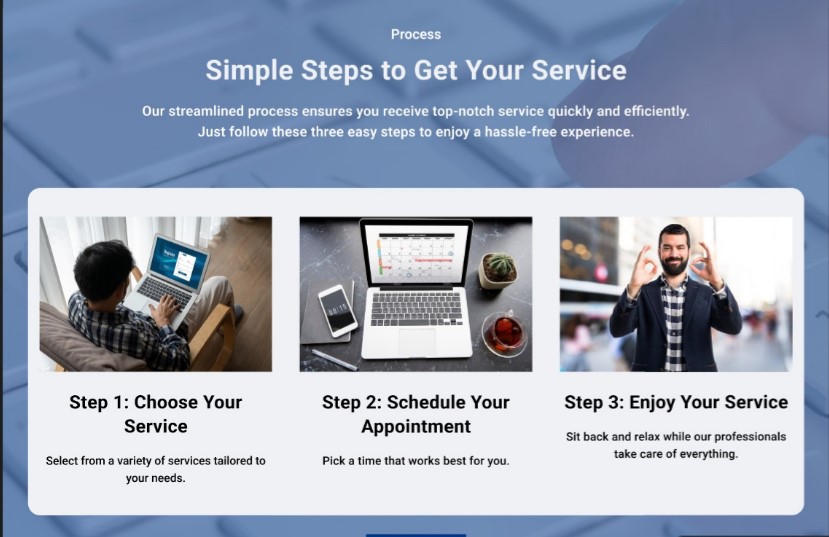 Process
Simple Steps to Get Your Service
Our streamlined process ensures you receive top-notch service quickly and efficiently.
Just follow these three easy steps to enjoy a hassle-free experience.
Step 1: Choose Your
Service
Select from a variety of services tailored to
your needs.
Step 2: Schedule Your
Appointment
Pick a time that works best for you.
Step 3: Enjoy Your Service
Sit back and relax while our professionals
take care of everything.